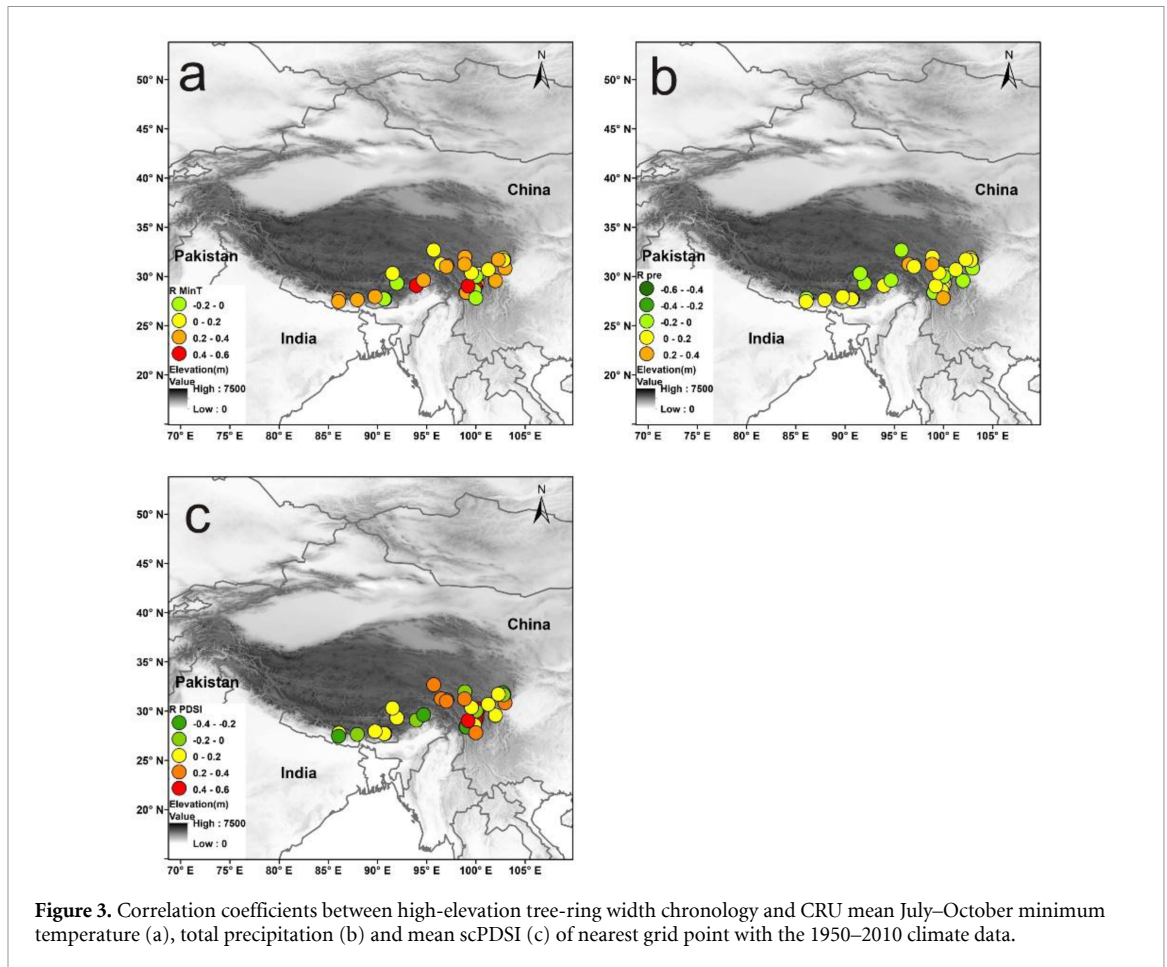 a
N
50° N
45° N
40° N
35° N
30° N
25° N
20° N
China
Pakistan
India
R MinT
-0.2 - 0
0 - 0.2
0.2 - 0.4
0.4 - 0.6
Elevation(m)
Value
High : 7500
Low : 0
70° E 75° E 80° E 85° E 90° E 95° E 100° E 105° E
b
N
50° N
45° N
40° N
35° N
30° N
25° N
20° N
China
Pakistan
India
R pre
-0.6 - -0.4
-0.4 - -0.2
-0.2 - 0
0 - 0.2
0.2 - 0.4
Elevation(m)
Value
High : 7500
Low : 0
70° E 75° E 80° E 85° E 90° E 95° E 100° E 105° E
c
N
50° N
45° N
40° N
35° N
30° N
25° N
20° N
China
Pakistan
India
R PDSI
-0.4 - -0.2
-0.2 - 0
0 - 0.2
0.2 - 0.4
0.4 - 0.6
Elevation(m)
Value
High : 7500
Low : 0
70° E 75° E 80° E 85° E 90° E 95° E 100° E 105° E
Figure 3. Correlation coefficients between high-elevation tree-ring width chronology and CRU mean July–October minimum
temperature (a), total precipitation (b) and mean scPDSI (c) of nearest grid point with the 1950–2010 climate data.